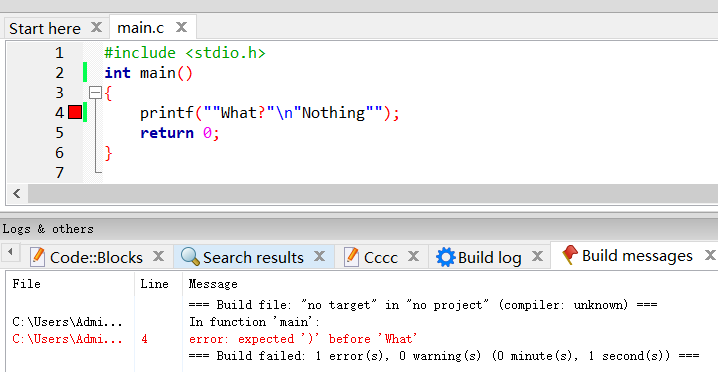 Start here X main.c X
1 #include <stdio.h>
2 int main()
3 {
4 printf(""What?"\n"Nothing"");
5 return 0;
6 }
7
Logs & others
Code::Blocks X Search results X Cccc X Build log X Build messages X
File Line Message
=== Build file: "no target" in "no project" (compiler: unknown) ===
C:\Users\Admi... In function 'main':
C:\Users\Admi... 4 error: expected ')' before 'What'
=== Build failed: 1 error(s), 0 warning(s) (0 minute(s), 1 second(s)) ===